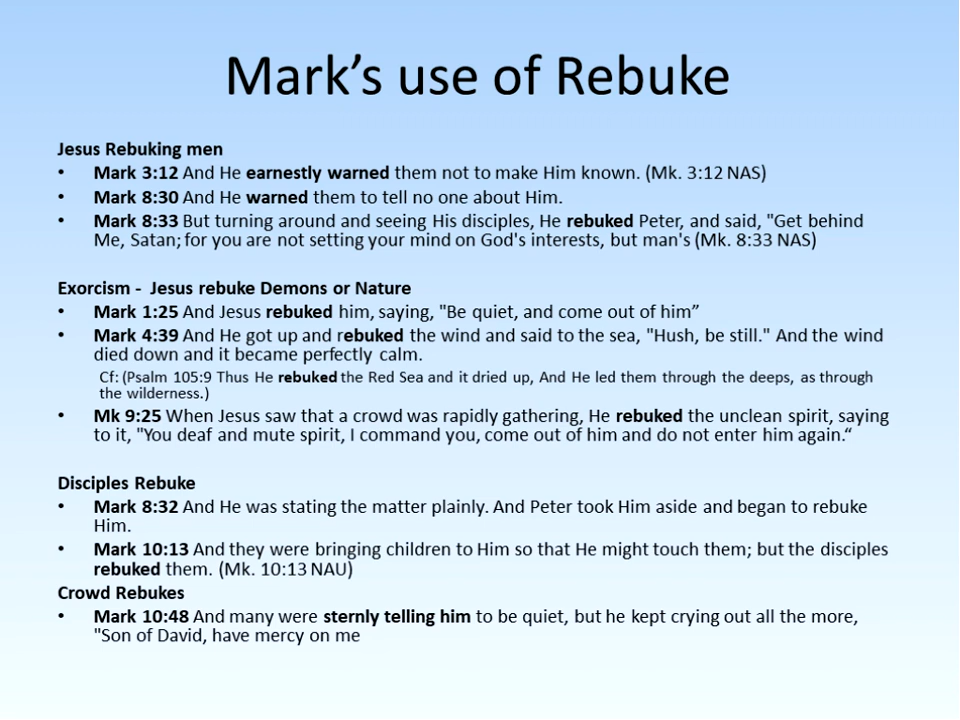 Mark’s use of Rebuke
Jesus Rebuking men
• Mark 3:12 And He earnestly warned them not to make Him known. (Mk. 3:12 NAS)
• Mark 8:30 And He warned them to tell no one about Him.
• Mark 8:33 But turning around and seeing His disciples, He rebuked Peter, and said, "Get behind
Me, Satan; for you are not setting your mind on God's interests, but man's (Mk. 8:33 NAS)
Exorcism - Jesus rebuke Demons or Nature
• Mark 1:25 And Jesus rebuked him, saying, "Be quiet, and come out of him”
• Mark 4:39 And He got up and rebuked the wind and said to the sea, "Hush, be still." And the wind
died down and it became perfectly calm.
Cf: (Psalm 105:9 Thus He rebuked the Red Sea and it dried up, And He led them through the deeps, as through
the wilderness.)
• Mk 9:25 When Jesus saw that a crowd was rapidly gathering, He rebuked the unclean spirit, saying
to it, "You deaf and mute spirit, I command you, come out of him and do not enter him again.“
Disciples Rebuke
• Mark 8:32 And He was stating the matter plainly. And Peter took Him aside and began to rebuke
Him.
• Mark 10:13 And they were bringing children to Him so that He might touch them; but the disciples
rebuked them. (Mk. 10:13 NAU)
Crowd Rebukes
• Mark 10:48 And many were sternly telling him to be quiet, but he kept crying out all the more,
"Son of David, have mercy on me